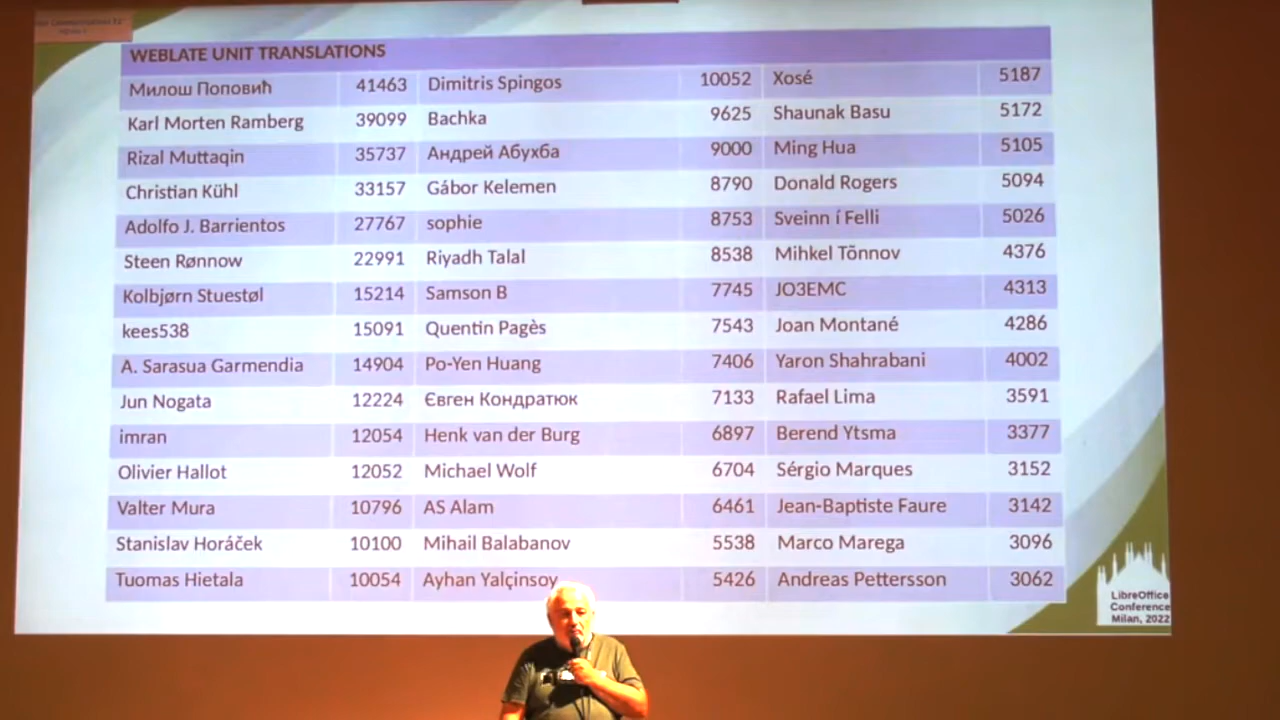 WEBLATE UNIT TRANSLATIONS
Милош Поповић 41463 Dimitris Spingos 10052 Xosé 5187
Karl Morten Ramberg 39099 Bachka 9625 Shaunak Basu 5172
Rizal Muttaqin 35737 Андрей Абухба 9000 Ming Hua 5105
Christian Kühl 33157 Gábor Kelemen 8790 Donald Rogers 5094
Adolfo J. Barrientos 27767 sophie 8753 Sveinn í Felli 5026
Steen Rønnow 22991 Riyadh Talal 8538 Mihkel Tõnnov 4376
Kolbjørn Stuestøl 15214 Samson B 7745 JO3EMC 4313
kees538 15091 Quentin Pagès 7543 Joan Montané 4286
A. Sarasua Garmendia 14904 Po-Yen Huang 7406 Yaron Shahrabani 4002
Jun Nogata 12224 Євген Кондратюк 7133 Rafael Lima 3591
imran 12054 Henk van der Burg 6897 Berend Ytsma 3377
Olivier Hallot 12052 Michael Wolf 6704 Sérgio Marques 3152
Valter Mura 10796 AS Alam 6461 Jean-Baptiste Faure 3142
Stanislav Horáček 10100 Mihail Balabanov 5538 Marco Marega 3096
Tuomas Hietala 10054 Ayhan Yalçınsoy 5426 Andreas Pettersson 3062
LibreOffice
Conference
Milan, 2022